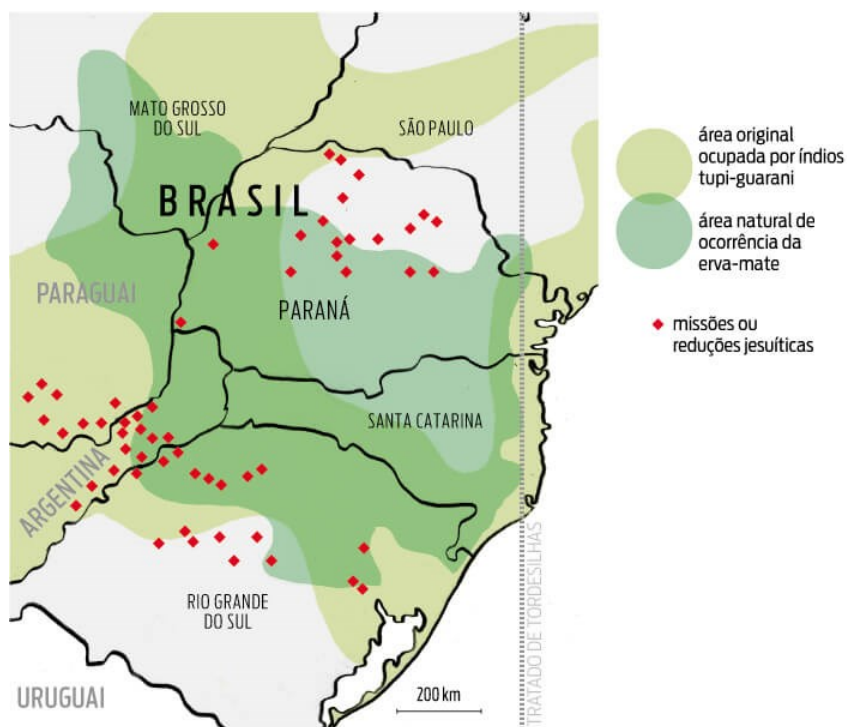 MATO GROSSO
DO SUL
SÃO PAULO
BRASIL
PARAGUAI
PARANÁ
SANTA CATARINA
ARGENTINA
RIO GRANDE
DO SUL
URUGUAI
200 km
TRATADO DE TORDESILHAS
área original
ocupada por índios
tupi-guarani
área natural de
ocorrência da
erva-mate
missões ou
reduções jesuíticas